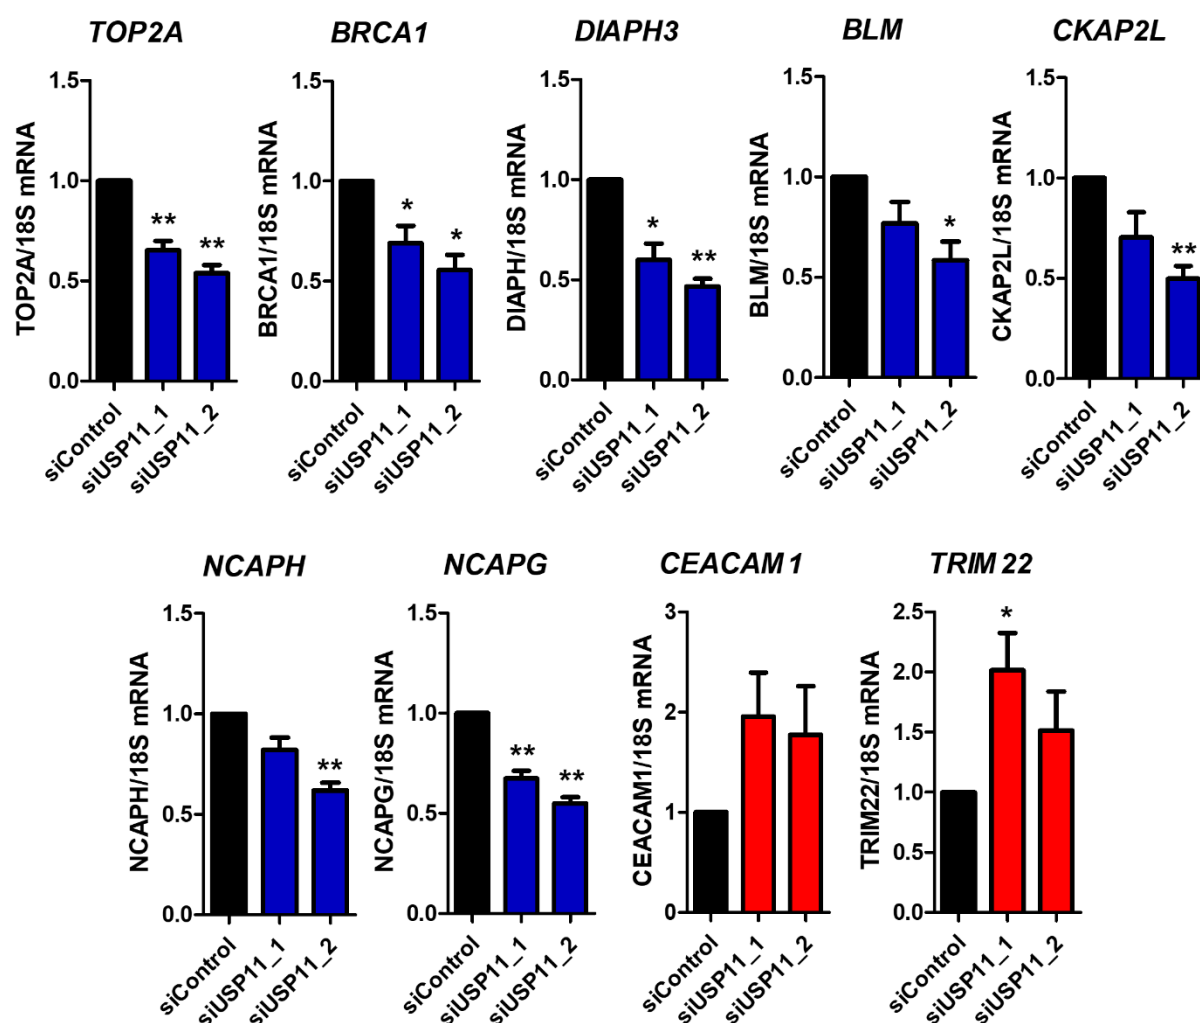 TOP2A
BRCA1
DIAPH3
BLM
CKAP2L
TOP2A/18S mRNA
1.5
1.0
0.5
0.0
**
**
siControl
siUSP11_1
siUSP11_2
BRCA1/18S mRNA
1.5
1.0
0.5
0.0
*
*
siControl
siUSP11_1
siUSP11_2
DIAPH/18S mRNA
1.5
1.0
0.5
0.0
*
**
siControl
siUSP11_1
siUSP11_2
BLM/18S mRNA
1.5
1.0
0.5
0.0
*
siControl
siUSP11_1
siUSP11_2
CKAP2L/18S mRNA
1.5
1.0
0.5
0.0
**
siControl
siUSP11_1
siUSP11_2
NCAPH
NCAPG
CEACAM1
TRIM22
NCAPH/18S mRNA
1.5
1.0
0.5
0.0
**
siControl
siUSP11_1
siUSP11_2
NCAPG/18S mRNA
1.5
1.0
0.5
0.0
**
**
siControl
siUSP11_1
siUSP11_2
CEACAM1/18S mRNA
3
2
1
0
siControl
siUSP11_1
siUSP11_2
TRIM22/18S mRNA
2.5
2.0
1.5
1.0
0.5
0.0
*
siControl
siUSP11_1
siUSP11_2